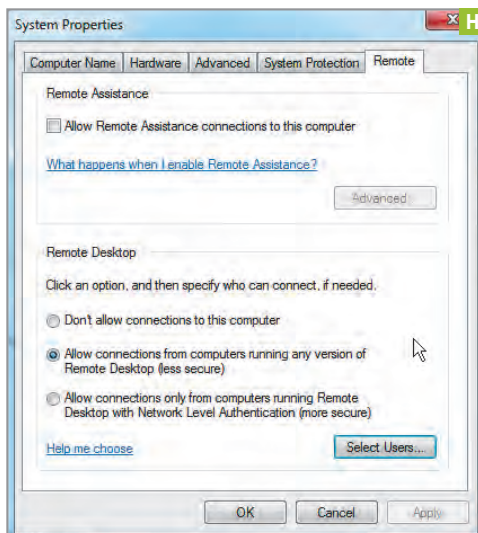 System Properties
H
Computer Name
Hardware
Advanced
System Protection
Remote
Remote Assistance
Allow Remote Assistance connections to this computer
What happens when I enable Remote Assistance?
Advanced...
Remote Desktop
Click an option, and then specify who can connect, if needed.
Don't allow connections to this computer
Allow connections from computers running any version of
Remote Desktop (less secure)
Allow connections only from computers running Remote
Desktop with Network Level Authentication (more secure)
Help me choose
Select Users...
OK
Cancel
Apply